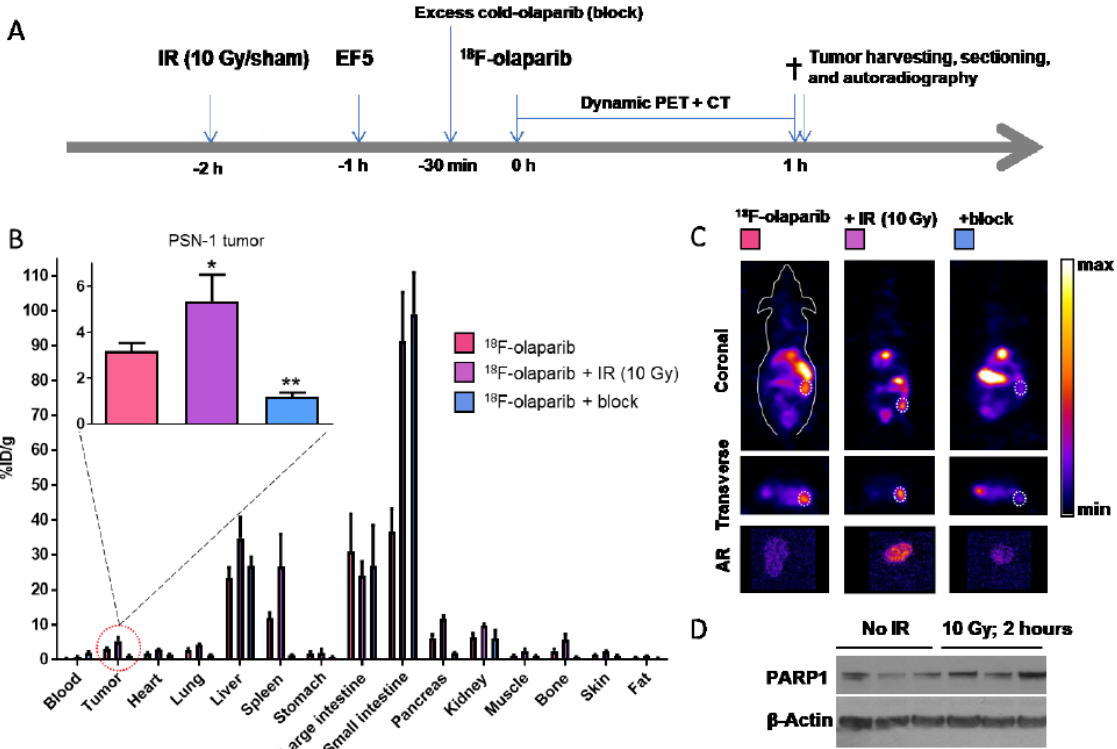 A
Excess cold-olaparib (block)
IR (10 Gy/sham)
EF5
¹⁸F-olaparib
Tumor harvesting, sectioning,
and autoradiography
Dynamic PET + CT
-2 h
-1 h
-30 min
0 h
1 h
B
PSN-1 tumor
*
**
6
4
2
0
%ID/g
110
100
90
80
70
60
50
40
30
20
10
0
¹⁸F-olaparib
¹⁸F-olaparib + IR (10 Gy)
¹⁸F-olaparib + block
Blood
Tumor
Heart
Lung
Liver
Spleen
Stomach
arge intestine
Small intestine
Pancreas
Kidney
Muscle
Bone
Skin
Fat
C
¹⁸F-olaparib
+ IR (10 Gy)
+block
Coronal
Transverse
AR
max
min
D
No IR
10 Gy; 2 hours
PARP1
β-Actin